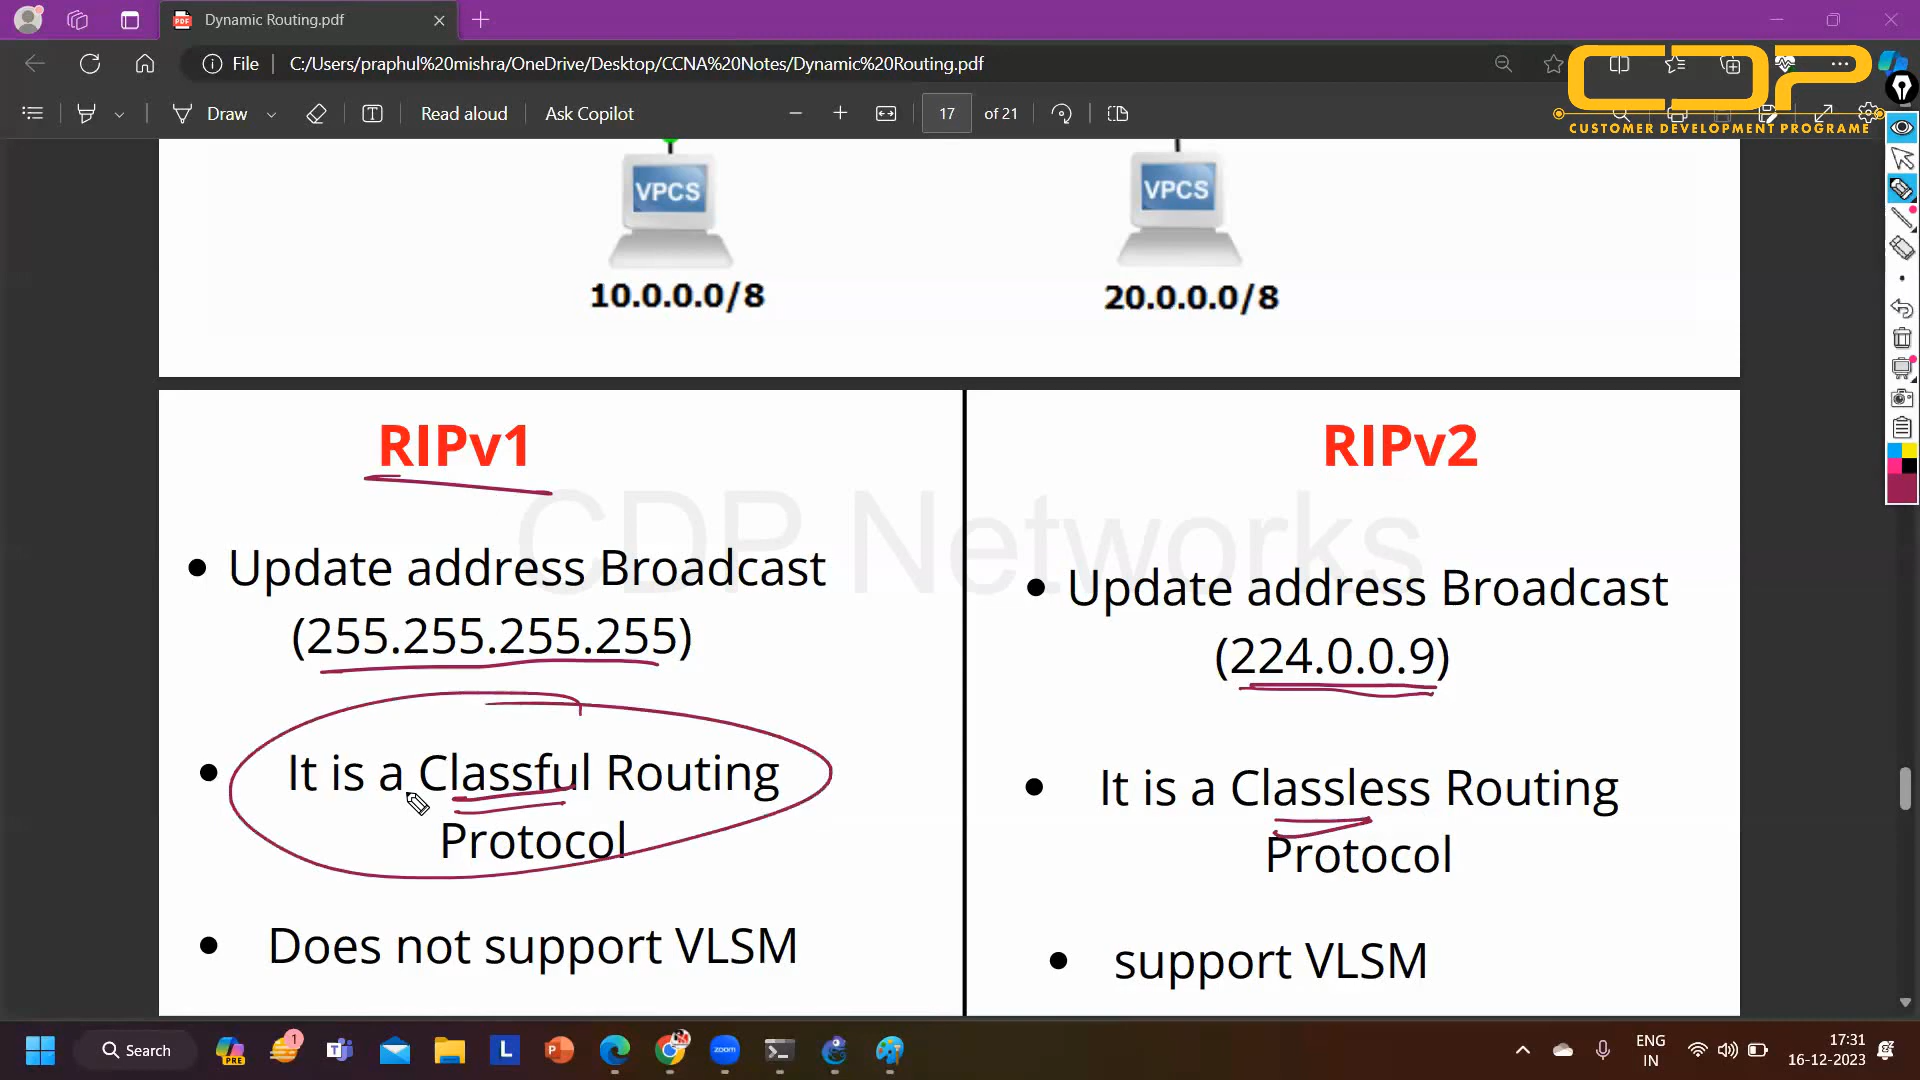 Dynamic Routing.pdf
File
C:/Users/praphul%20mishra/OneDrive/Desktop/CCNA%20Notes/Dynamic%20Routing.pdf
Draw
Read aloud
Ask Copilot
17 of 21
CDP
CUSTOMER DEVELOPMENT PROGRAME
VPCS
VPCS
10.0.0.0/8
20.0.0.0/8
CDP Networks
RIPv1
• Update address Broadcast
(255.255.255.255)
• It is a Classful Routing
Protocol
• Does not support VLSM
RIPv2
• Update address Broadcast
(224.0.0.9)
• It is a Classless Routing
Protocol
• support VLSM
Search
PRE
1
L
zoom
ENG
IN
17:31
16-12-2023